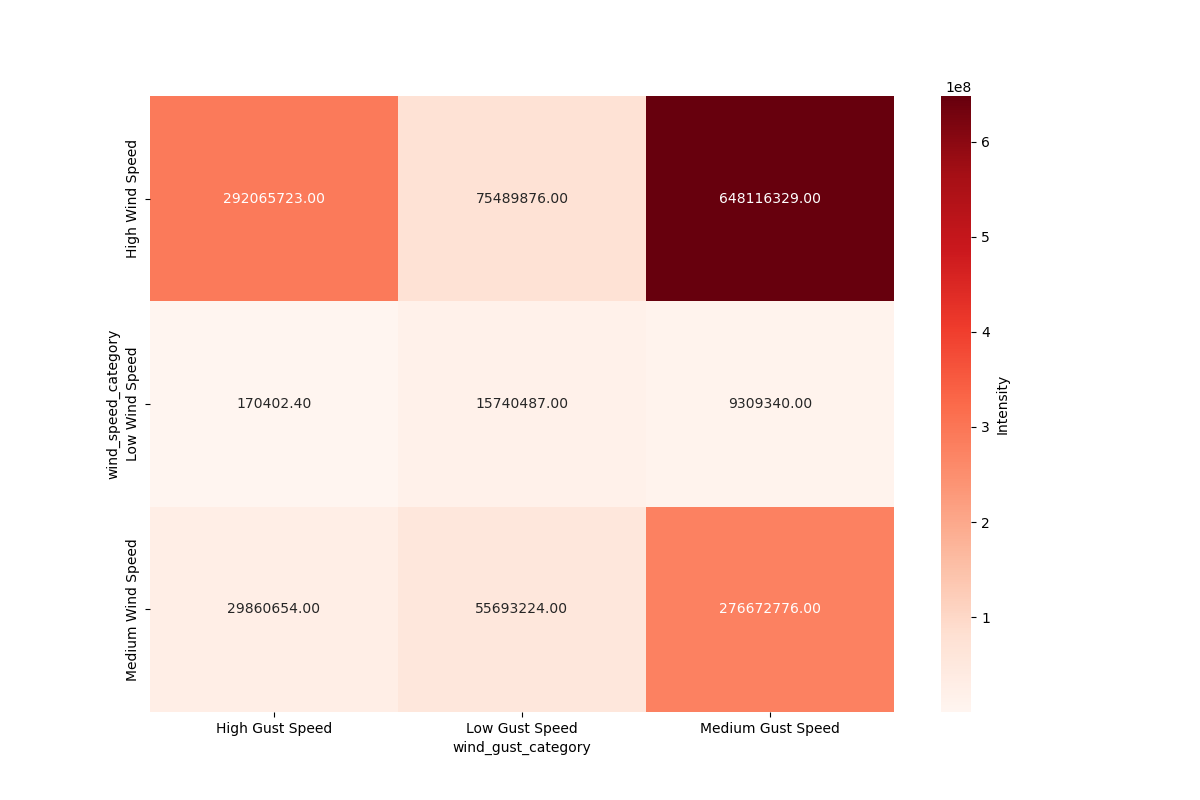 1e8
High Wind Speed
292065723.00
75489876.00
648116329.00
6
5
wind_speed_category
Low Wind Speed
170402.40
15740487.00
9309340.00
4
Intensity
3
Medium Wind Speed
29860654.00
55693224.00
276672776.00
2
1
High Gust Speed
Low Gust Speed
Medium Gust Speed
wind_gust_category